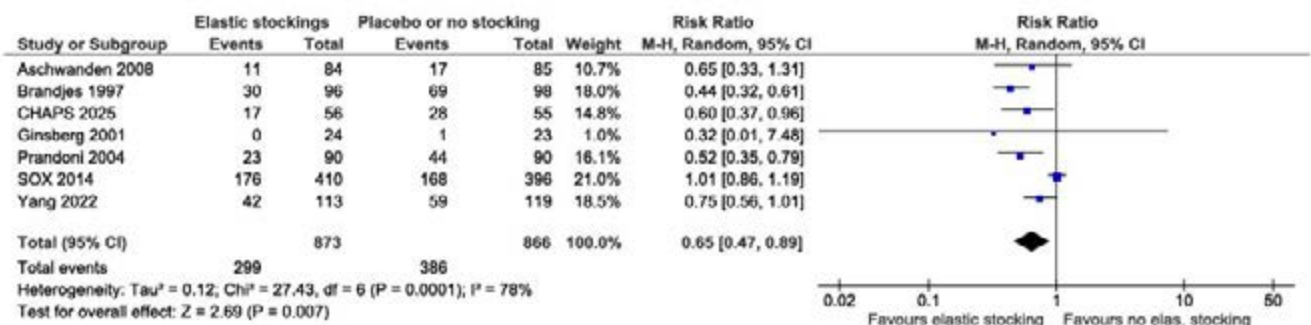 Elastic stockings Placebo or no stocking Risk Ratio Risk Ratio
Study or Subgroup Events Total Events Total Weight M-H, Random, 95% CI M-H, Random, 95% CI
Aschwanden 2008 11 84 17 85 10.7% 0.65 [0.33, 1.31]
Brandjes 1997 30 96 69 98 18.0% 0.44 [0.32, 0.61]
CHAPS 2025 17 56 28 55 14.8% 0.60 [0.37, 0.96]
Ginsberg 2001 0 24 1 23 1.0% 0.32 [0.01, 7.48]
Prandoni 2004 23 90 44 90 16.1% 0.52 [0.35, 0.79]
SOX 2014 176 410 168 396 21.0% 1.01 [0.86, 1.19]
Yang 2022 42 113 59 119 18.5% 0.75 [0.56, 1.01]
Total (95% CI) 873 866 100.0% 0.65 [0.47, 0.89]
Total events 299 386
Heterogeneity: Tau² = 0.12; Chi² = 27.43, df = 6 (P = 0.0001); I² = 78%
Test for overall effect: Z = 2.69 (P = 0.007)
0.02 0.1 1 10 50
Favours elastic stocking Favours no elas. stocking